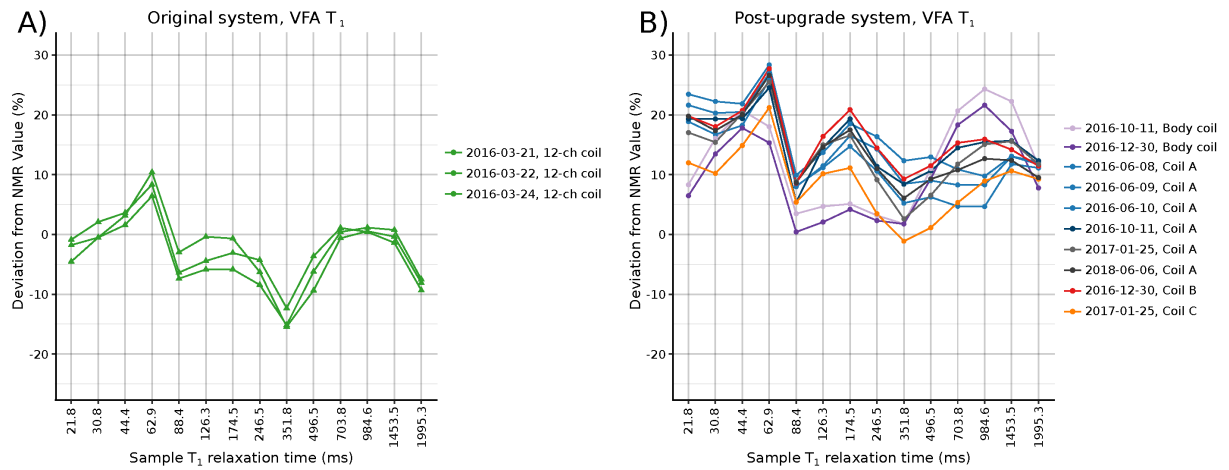 A)
Original system, VFA T1
Deviation from NMR Value (%)
30
20
10
0
-10
-20
21.8
30.8
44.4
62.9
88.4
126.3
174.5
246.5
351.8
496.5
703.8
984.6
1453.5
1995.3
Sample T1 relaxation time (ms)
2016-03-21, 12-ch coil
2016-03-22, 12-ch coil
2016-03-24, 12-ch coil
B)
Post-upgrade system, VFA T1
Deviation from NMR Value (%)
30
20
10
0
-10
-20
21.8
30.8
44.4
62.9
88.4
126.3
174.5
246.5
351.8
496.5
703.8
984.6
1453.5
1995.3
Sample T1 relaxation time (ms)
2016-10-11, Body coil
2016-12-30, Body coil
2016-06-08, Coil A
2016-06-09, Coil A
2016-06-10, Coil A
2016-10-11, Coil A
2017-01-25, Coil A
2018-06-06, Coil A
2016-12-30, Coil B
2017-01-25, Coil C